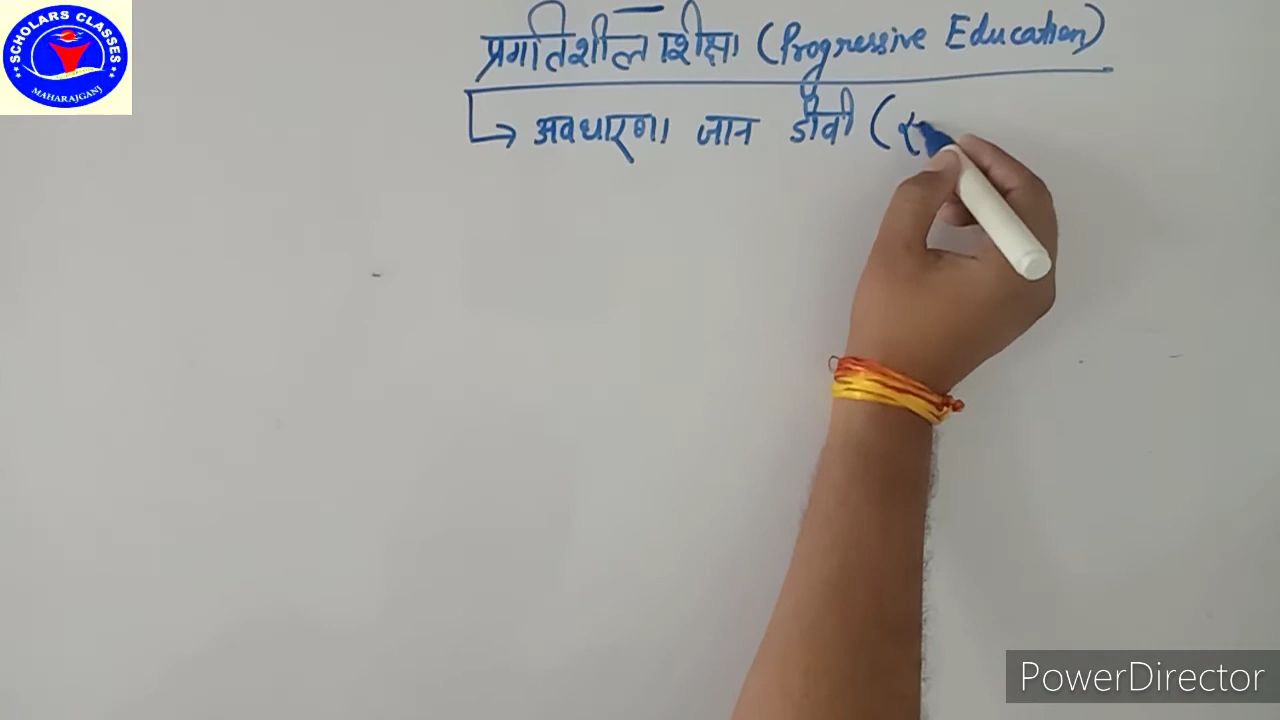 SCHOLARS CLASSES
MAHARAJGANJ
प्रगतिशील शिक्षा (Progressive Education)
अवधारणा जान डीवी (
PowerDirector